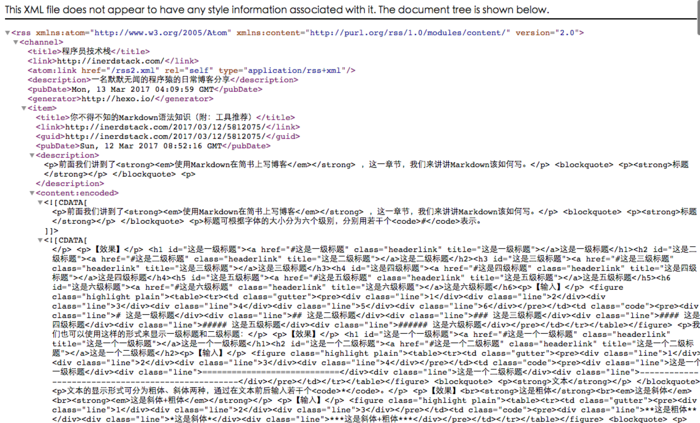 This XML file does not appear to have any style information associated with it. The document tree is shown below.
▼<rss xmlns:atom="http://www.w3.org/2005/Atom" xmlns:content="http://purl.org/rss/1.0/modules/content/" version="2.0">
▼<channel>
<title>程序员技术栈</title>
<link>http://inerdstack.com/</link>
<atom:link href="/rss2.xml" rel="self" type="application/rss+xml"/>
<description>一名默默无闻的程序猿的日常博客分享</description>
<pubDate>Mon, 13 Mar 2017 04:09:59 GMT</pubDate>
<generator>http://hexo.io/</generator>
▼<item>
<title>你不得不知的Markdown语法知识（附：工具推荐）</title>
<link>http://inerdstack.com/2017/03/12/5812075/</link>
<guid>http://inerdstack.com/2017/03/12/5812075/</guid>
<pubDate>Sun, 12 Mar 2017 08:52:16 GMT</pubDate>
▼<description>
<p>前面我们讲到了<strong><em>使用Markdown在简书上写博客</em></strong> ，这一章节，我们来讲讲Markdown该如何写。</p> <blockquote> <p><strong>标题
</strong></p> </blockquote> <p>
</description>
▼<content:encoded>
▼<![CDATA[
<p>前面我们讲到了<strong><em>使用Markdown在简书上写博客</em></strong> ，这一章节，我们来讲讲Markdown该如何写。</p> <blockquote> <p><strong>标题
</strong></p> </blockquote> <p>标题可根据字体的大小分为六个级别，分别用若干个<code>#</code>表示。
]]>
▼<![CDATA[
</p> <p>【效果】</p> <h1 id="这是一级标题"><a href="#这是一级标题" class="headerlink" title="这是一级标题"></a>这是一级标题</h1><h2 id="这是二
级标题"><a href="#这是二级标题" class="headerlink" title="这是二级标题"></a>这是二级标题</h2><h3 id="这是三级标题"><a href="#这是三级标题"
class="headerlink" title="这是三级标题"></a>这是三级标题</h3><h4 id="这是四级标题"><a href="#这是四级标题" class="headerlink" title="这是四级标
题"></a>这是四级标题</h4><h5 id="这是五级标题"><a href="#这是五级标题" class="headerlink" title="这是五级标题"></a>这是五级标题</h5><h6
id="这是六级标题"><a href="#这是六级标题" class="headerlink" title="这是六级标题"></a>这是六级标题</h6><p>【输入】</p> <figure
class="highlight plain"><table><tr><td class="gutter"><pre><div class="line">1</div><div class="line">2</div><div
class="line">3</div><div class="line">4</div><div class="line">5</div><div class="line">6</div></pre></td><td class="code"><pre><div
class="line"># 这是一级标题</div><div class="line">## 这是二级标题</div><div class="line">### 这是三级标题</div><div class="line">#### 这是
四级标题</div><div class="line">##### 这是五级标题</div><div class="line">###### 这是六级标题</div></pre></td></tr></table></figure> <p>我
们也可以使用这样的形式来显示一级标题和二级标题：</p> <p>【效果】</p> <h1 id="这是一个一级标题"><a href="#这是一个一级标题" class="headerlink"
title="这是一个一级标题"></a>这是一个一级标题</h1><h2 id="这是一个二级标题"><a href="#这是一个二级标题" class="headerlink" title="这是一个二级标
题"></a>这是一个二级标题</h2><p>【输入】</p> <figure class="highlight plain"><table><tr><td class="gutter"><pre><div class="line">1</div>
<div class="line">2</div><div class="line">3</div><div class="line">4</div></pre></td><td class="code"><pre><div class="line">这是一个
一级标题</div><div class="line">============================</div><div class="line">这是一个二级标题</div><div class="line">------------
---------------------------------------</div></pre></td></tr></table></figure> <blockquote> <p><strong>文本</strong></p> </blockquote>
<p>文本的显示形式可分为粗体、斜体两种，通过在文本前后输入若干个<code>*</code>。</p> <p>【效果】<br><strong>这是粗体</strong><br><em>这是斜体</em>
<br><strong><em>这是斜体+粗体</em></strong></p> <p>【输入】</p> <figure class="highlight plain"><table><tr><td class="gutter"><pre><div
class="line">1</div><div class="line">2</div><div class="line">3</div></pre></td><td class="code"><pre><div class="line">**这是粗体**
</div><div class="line">*这是斜体*</div><div class="line">***这是斜体+粗体***</div></pre></td></tr></table></figure> <blockquote> <p>